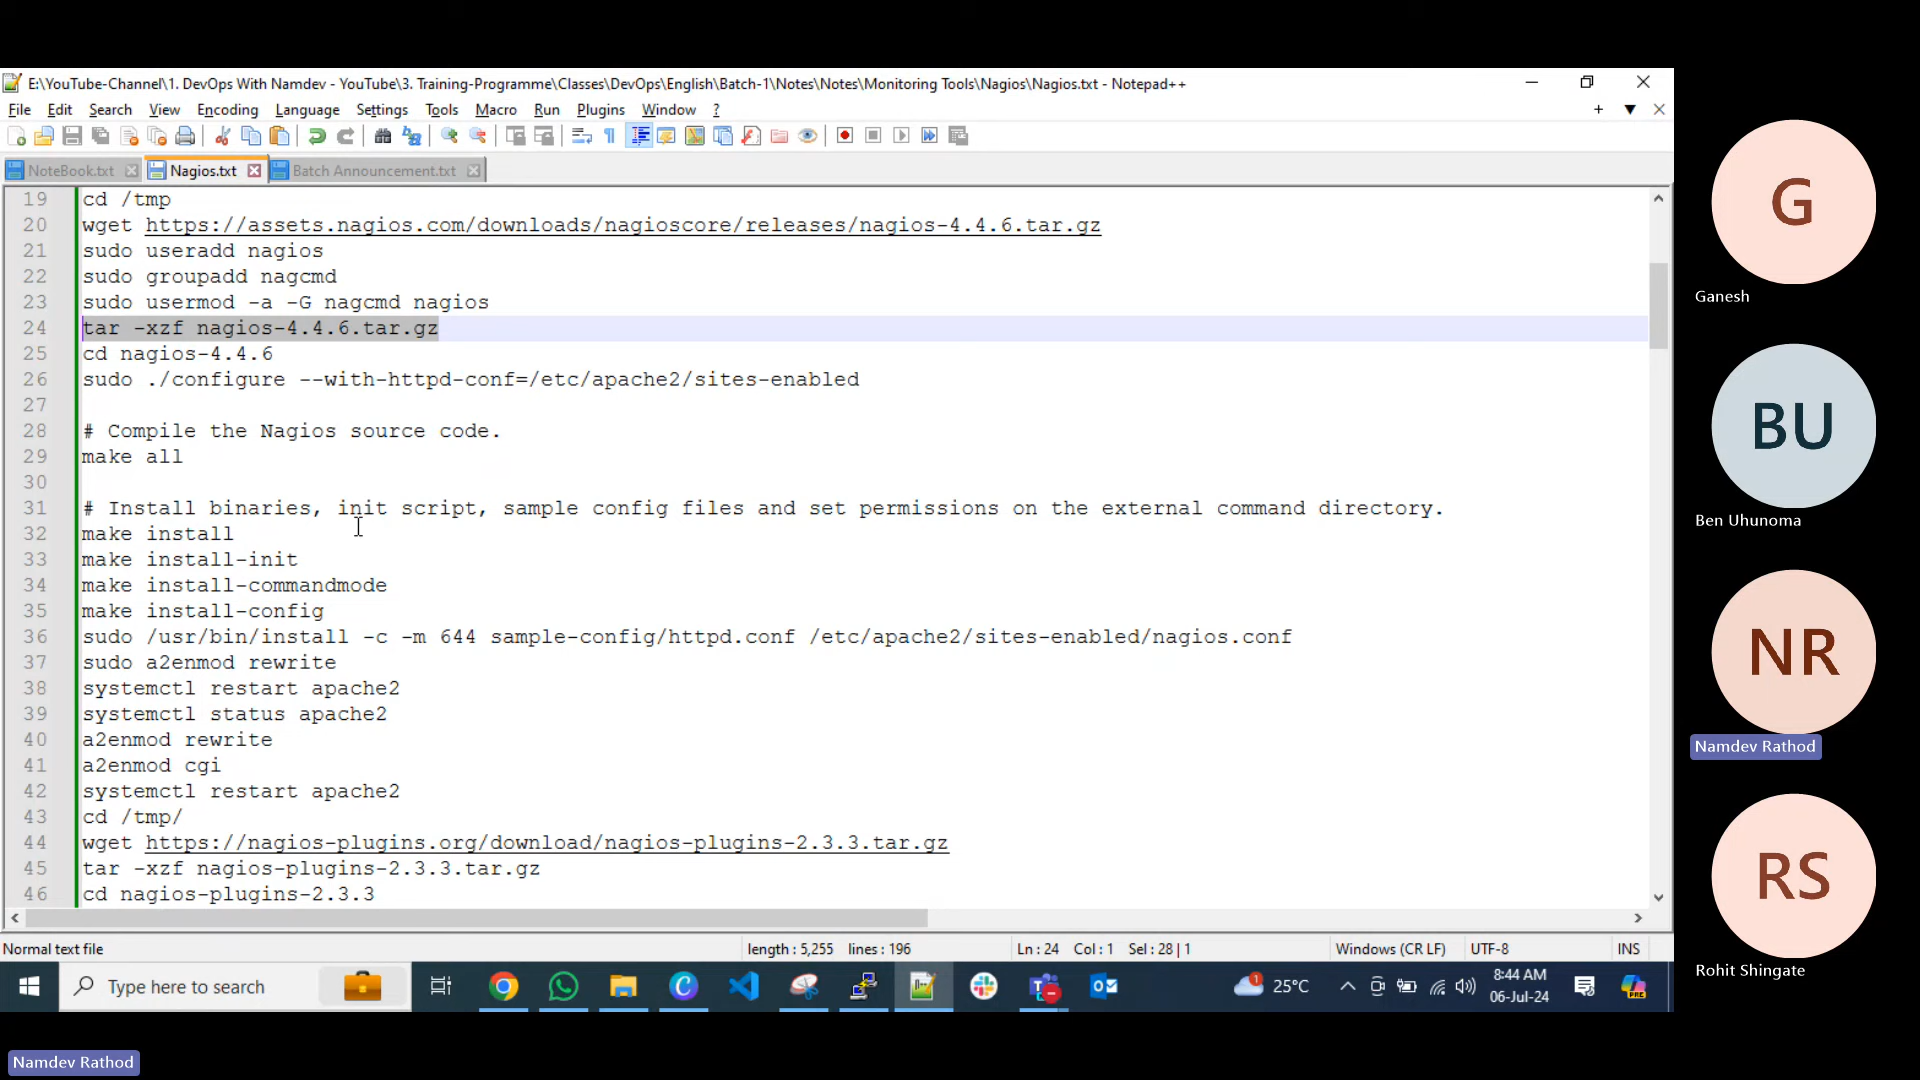 E:\YouTube-Channel\1. DevOps With Namdev - YouTube\3. Training-Programme\Classes\DevOps\English\Batch-1\Notes\Notes\Monitoring Tools\Nagios\Nagios.txt - Notepad++
File Edit Search View Encoding Language Settings Tools Macro Run Plugins Window ?
NoteBook.txt Nagios.txt Batch Announcement.txt
19 cd /tmp
20 wget https://assets.nagios.com/downloads/nagioscore/releases/nagios-4.4.6.tar.gz
21 sudo useradd nagios
22 sudo groupadd nagcmd
23 sudo usermod -a -G nagcmd nagios
24 tar -xzf nagios-4.4.6.tar.gz
25 cd nagios-4.4.6
26 sudo ./configure --with-httpd-conf=/etc/apache2/sites-enabled
27
28 # Compile the Nagios source code.
29 make all
30
31 # Install binaries, init script, sample config files and set permissions on the external command directory.
32 make install
33 make install-init
34 make install-commandmode
35 make install-config
36 sudo /usr/bin/install -c -m 644 sample-config/httpd.conf /etc/apache2/sites-enabled/nagios.conf
37 sudo a2enmod rewrite
38 systemctl restart apache2
39 systemctl status apache2
40 a2enmod rewrite
41 a2enmod cgi
42 systemctl restart apache2
43 cd /tmp/
44 wget https://nagios-plugins.org/download/nagios-plugins-2.3.3.tar.gz
45 tar -xzf nagios-plugins-2.3.3.tar.gz
46 cd nagios-plugins-2.3.3
Normal text file length : 5,255 lines : 196 Ln : 24 Col : 1 Sel : 28 | 1 Windows (CR LF) UTF-8 INS
Type here to search
25°C
8:44 AM
06-Jul-24
G
Ganesh
BU
Ben Uhunoma
NR
Namdev Rathod
RS
Rohit Shingate
Namdev Rathod